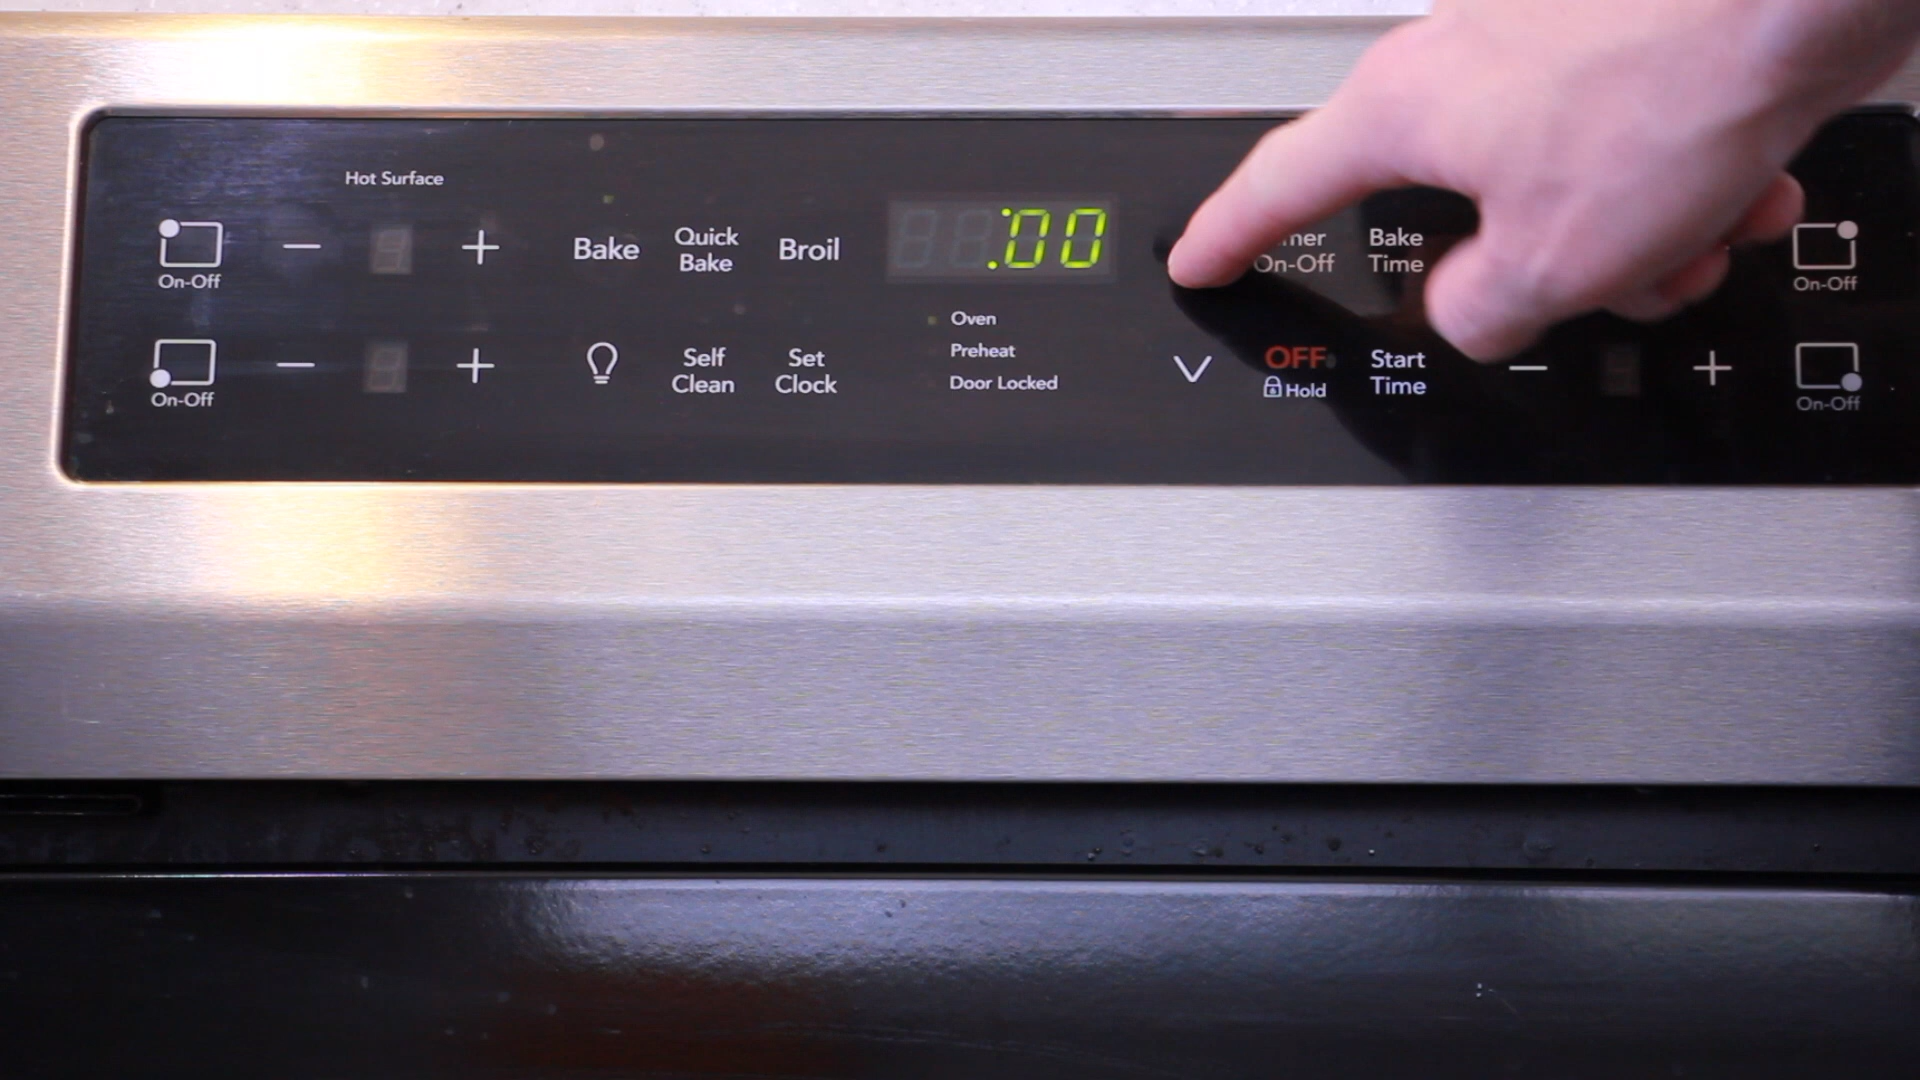 Hot Surface
On-Off
Bake
Quick
Bake
Broil
:00
On-Off
Bake
Time
On-Off
On-Off
Self
Clean
Set
Clock
Oven
Preheat
Door Locked
OFF
Hold
Start
Time
On-Off